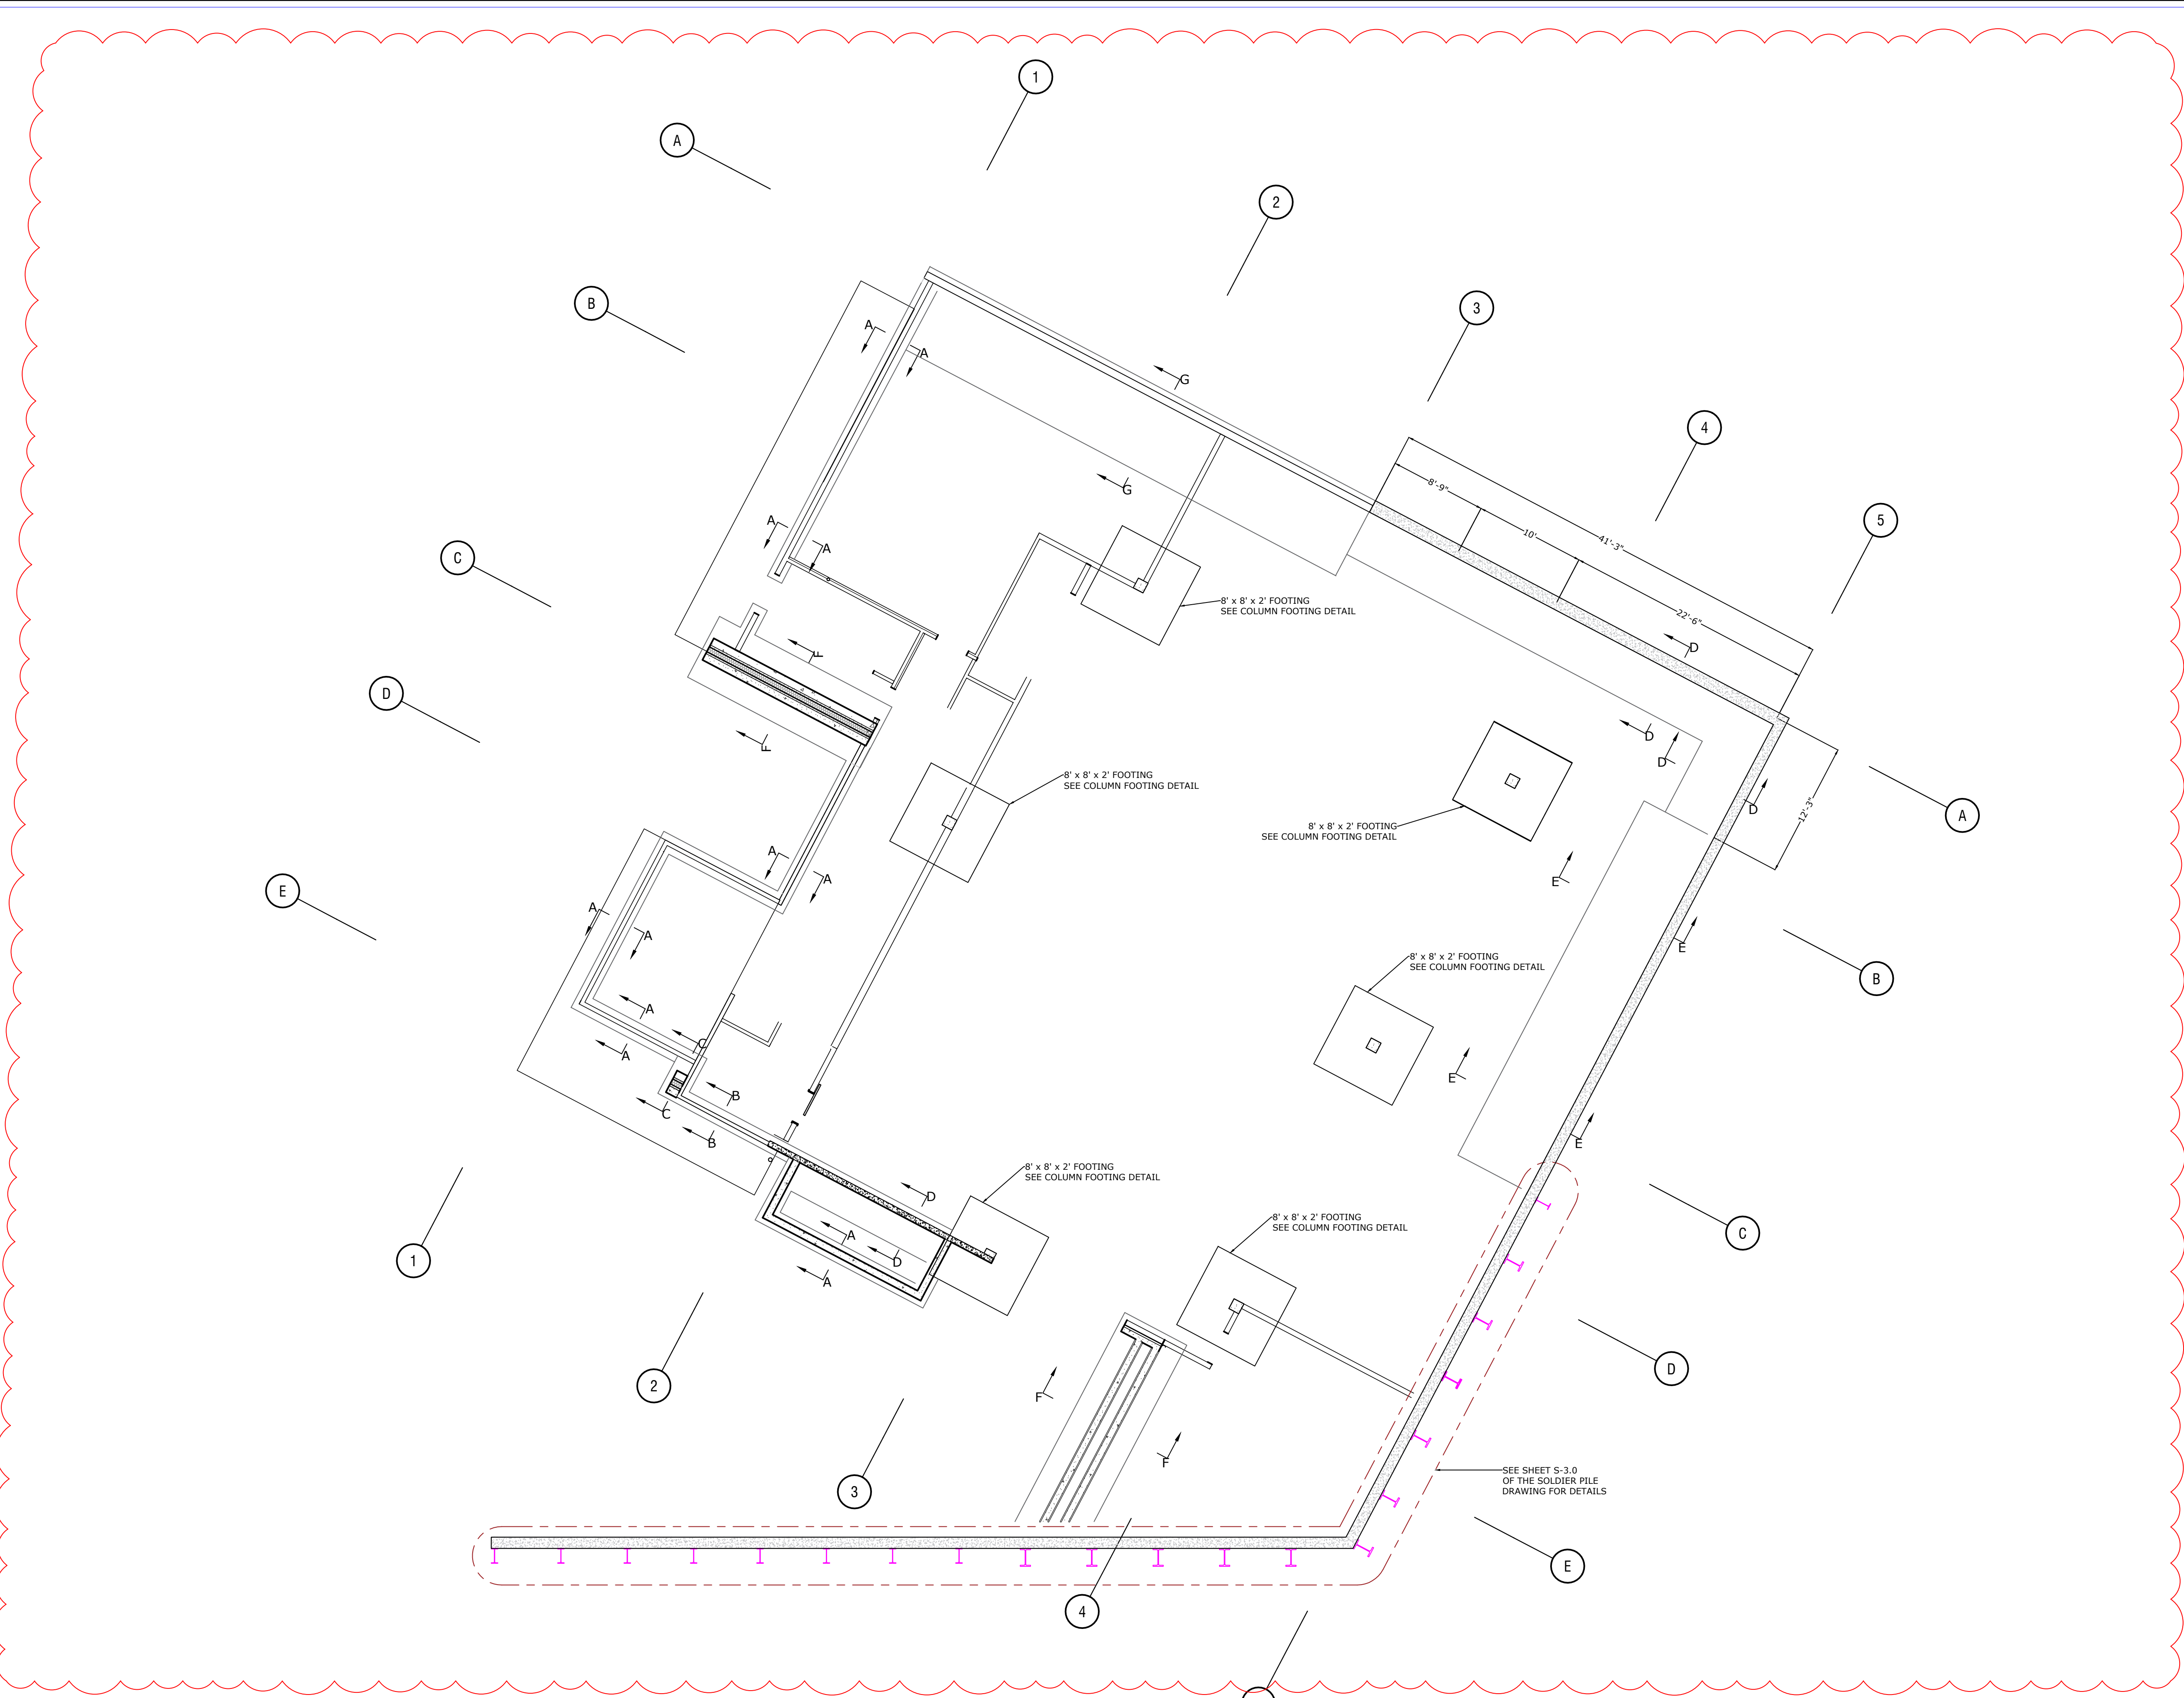 1
A
2
B
3
A
A
G
4
8'-9"
G
5
10'
41'-3"
A
A
C
8' x 8' x 2' FOOTING
SEE COLUMN FOOTING DETAIL
22'-6"
F
D
D
F
D
D
8' x 8' x 2' FOOTING
SEE COLUMN FOOTING DETAIL
8' x 8' x 2' FOOTING
SEE COLUMN FOOTING DETAIL
D
12'-3"
A
A
A
E
E
A
A
E
8' x 8' x 2' FOOTING
SEE COLUMN FOOTING DETAIL
B
A
C
A
E
B
C
B
E
8' x 8' x 2' FOOTING
SEE COLUMN FOOTING DETAIL
D
8' x 8' x 2' FOOTING
SEE COLUMN FOOTING DETAIL
C
1
A
D
A
2
F
D
F
SEE SHEET S-3.0
OF THE SOLDIER PILE
DRAWING FOR DETAILS
3
E
4